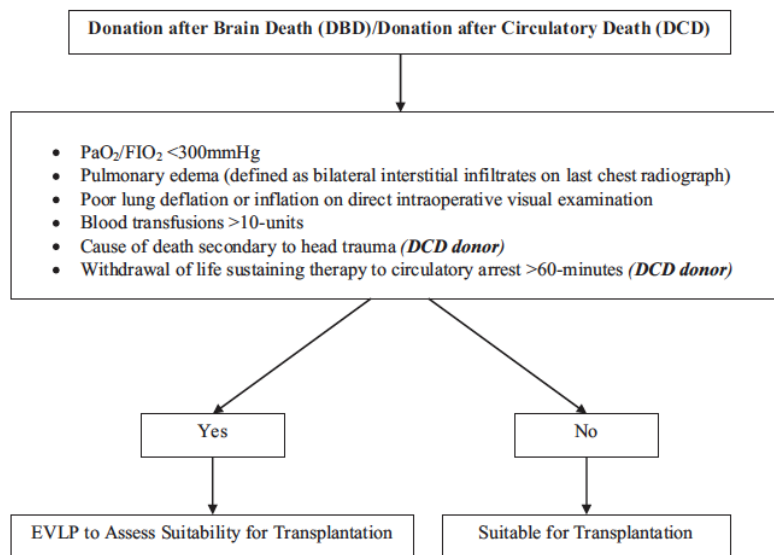 Donation after Brain Death (DBD)/Donation after Circulatory Death (DCD)
• PaO₂/FIO₂ <300mmHg
• Pulmonary edema (defined as bilateral interstitial infiltrates on last chest radiograph)
• Poor lung deflation or inflation on direct intraoperative visual examination
• Blood transfusions >10-units
• Cause of death secondary to head trauma (DCD donor)
• Withdrawal of life sustaining therapy to circulatory arrest >60-minutes (DCD donor)
Yes
No
EVLP to Assess Suitability for Transplantation
Suitable for Transplantation